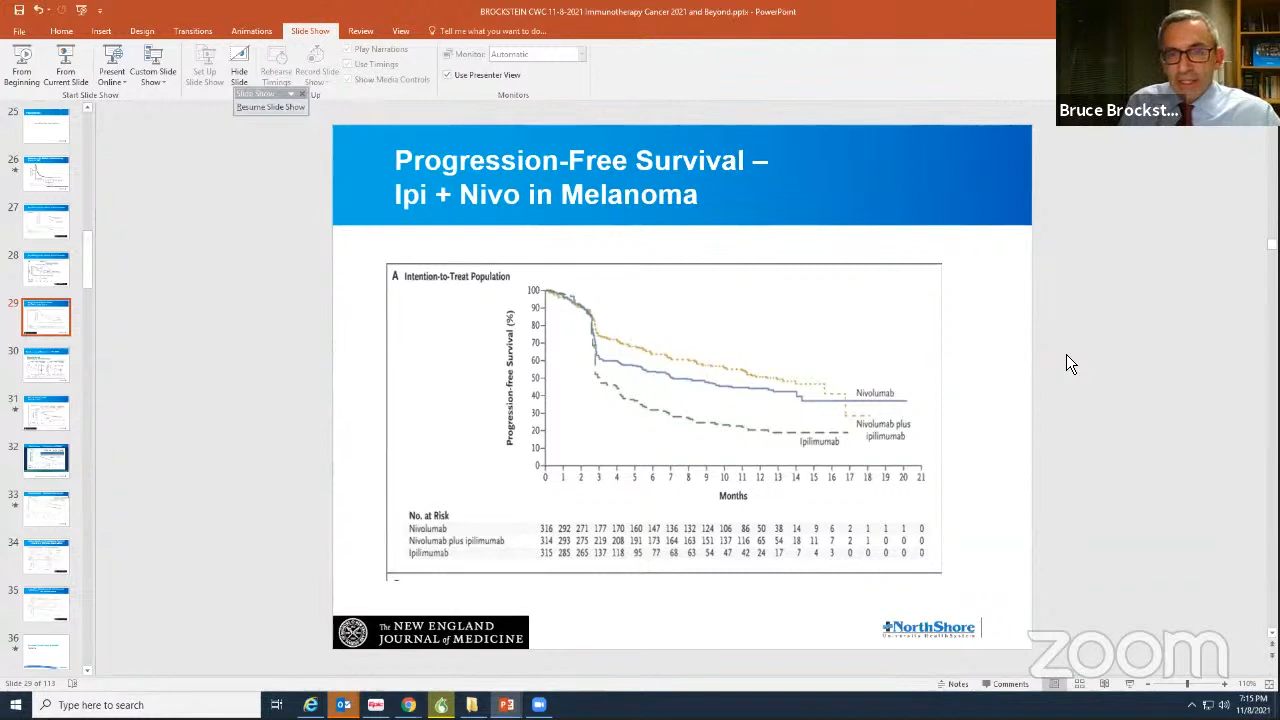 BROCKSTEIN CWC 11-8-2021 Immunotherapy Cancer 2021 and Beyond.pptx - PowerPoint
File Home Insert Design Transitions Animations Slide Show Review View Tell me what you want to do...
From Beginning
From Current Slide
Present Online
Custom Slide Show
Start Slide Show
Set Up Slide Show
Hide Slide
Rehearse Timings
Record Slide Show
Up
Play Narrations
Use Timings
Show Media Controls
Monitor: Automatic
Use Presenter View
Monitors
Slide Show...
Resume Slide Show
Bruce Brockst...
26
27
29
Progression-Free Survival –
Ipi + Nivo in Melanoma
A Intention-to-Treat Population
Progression-free Survival (%)
100
90
80
70
60
50
40
30
20
10
0
Nivolumab
Nivolumab plus
ipilimumab
Ipilimumab
0 1 2 3 4 5 6 7 8 9 10 11 12 13 14 15 16 17 18 19 20 21
Months
No. at Risk
Nivolumab 316 292 271 177 170 160 147 136 132 124 106 86 50 38 14 9 6 2 1 1 1 0
Nivolumab plus ipilimumab 314 293 275 219 208 191 173 164 163 151 137 116 65 54 18 11 7 2 1 0 0 0
Ipilimumab 315 285 265 137 118 95 77 68 63 54 47 42 24 17 7 4 3 0 0 0 0 0
The NEW ENGLAND
JOURNAL of MEDICINE
NorthShore
University HealthSystem
zoom
Slide 29 of 113
Notes Comments 110%
Type here to search
Epic
7:15 PM
11/8/2021